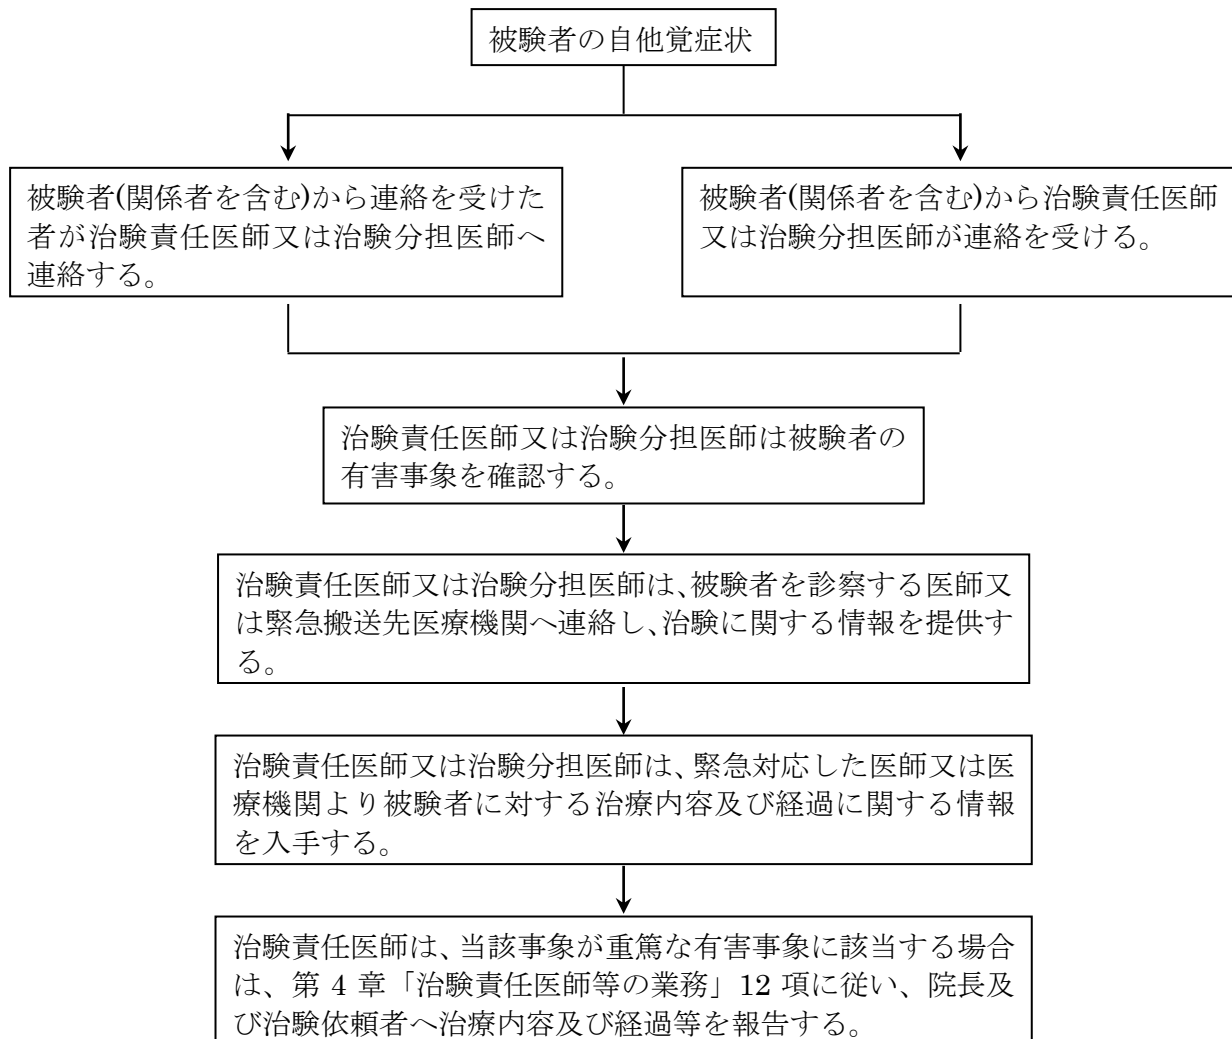 被験者の自他覚症状
被験者(関係者を含む)から連絡を受けた
者が治験責任医師又は治験分担医師へ
連絡する。
被験者(関係者を含む)から治験責任医師
又は治験分担医師が連絡を受ける。
治験責任医師又は治験分担医師は被験者の
有害事象を確認する。
治験責任医師又は治験分担医師は、被験者を診察する医師又
は緊急搬送先医療機関へ連絡し、治験に関する情報を提供す
る。
治験責任医師又は治験分担医師は、緊急対応した医師又は医
療機関より被験者に対する治療内容及び経過に関する情報
を入手する。
治験責任医師は、当該事象が重篤な有害事象に該当する場合
は、第 4 章「治験責任医師等の業務」12 項に従い、院長及
び治験依頼者へ治療内容及び経過等を報告する。